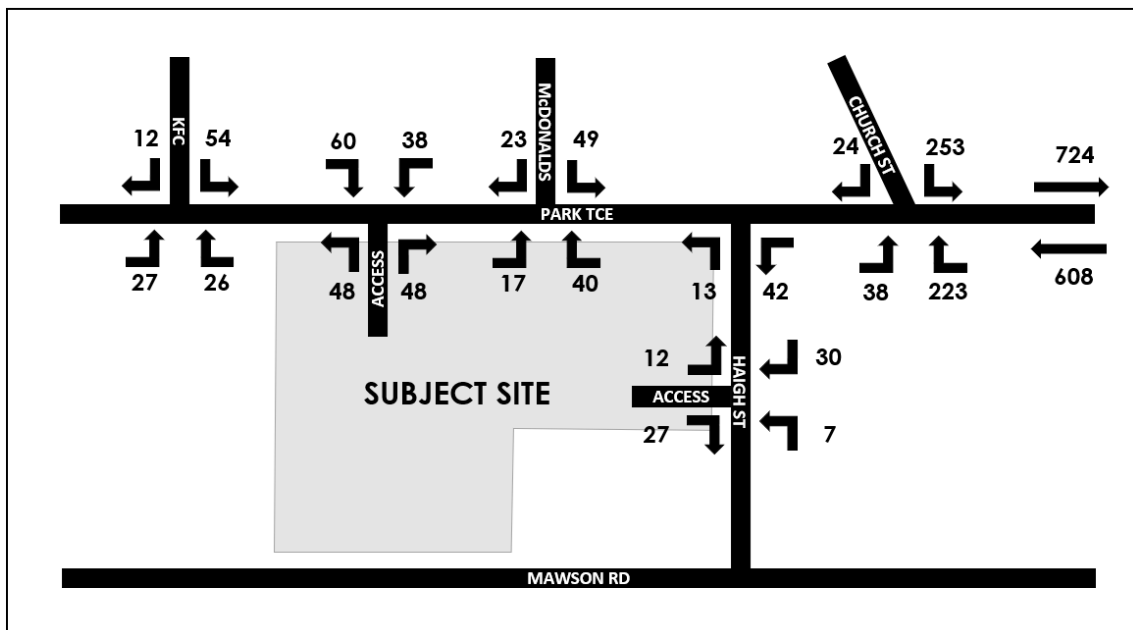 12
54
KFC
60
38
23
49
McDONALDS
24
253
CHURCH ST
724
PARK TCE
27
26
48
ACCESS
48
17
40
13
42
38
223
608
12
30
HAIGH ST
SUBJECT SITE
ACCESS
27
7
MAWSON RD